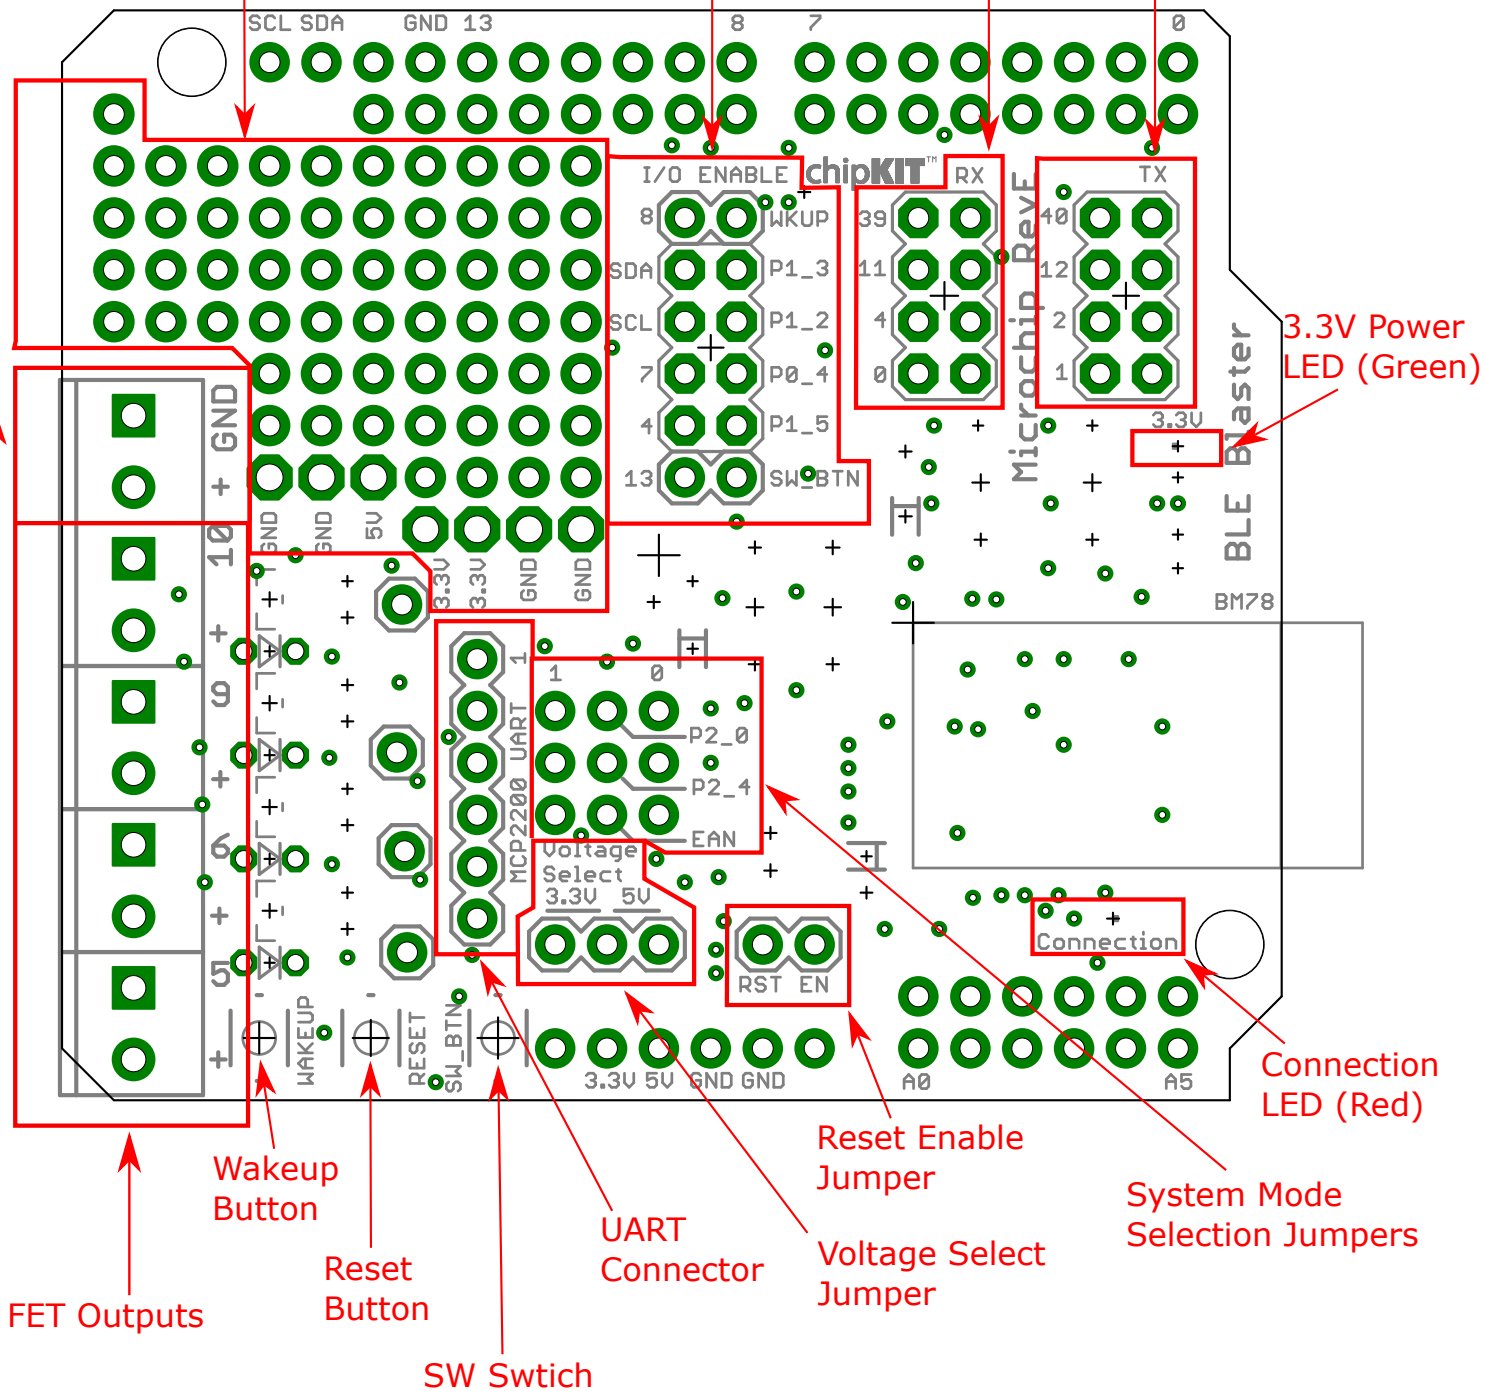 SCL SDA GND 13 8 7 0
I/O ENABLE
chipKIT™
RX
TX
8 WKUP
SDA P1_3
SCL P1_2
7 P0_4
4 P1_5
13 SW_BTN
39
11
4
0
40
12
2
1
Microchip RevE
3.3V
BLE Blaster
3.3V Power
LED (Green)
GND
+
10
+
9
+
6
+
5
+
GND
GND
5V
3.3V
3.3V
GND
GND
BM78
1
MCP2200 UART
1 0
P2_0
P2_4
EAN
Voltage
Select
3.3V 5V
RST EN
Connection
WAKEUP
RESET
SW_BTN
3.3V 5V GND GND
A0 A5
Connection
LED (Red)
Reset Enable
Jumper
System Mode
Selection Jumpers
Wakeup
Button
UART
Connector
Voltage Select
Jumper
Reset
Button
FET Outputs
SW Swtich